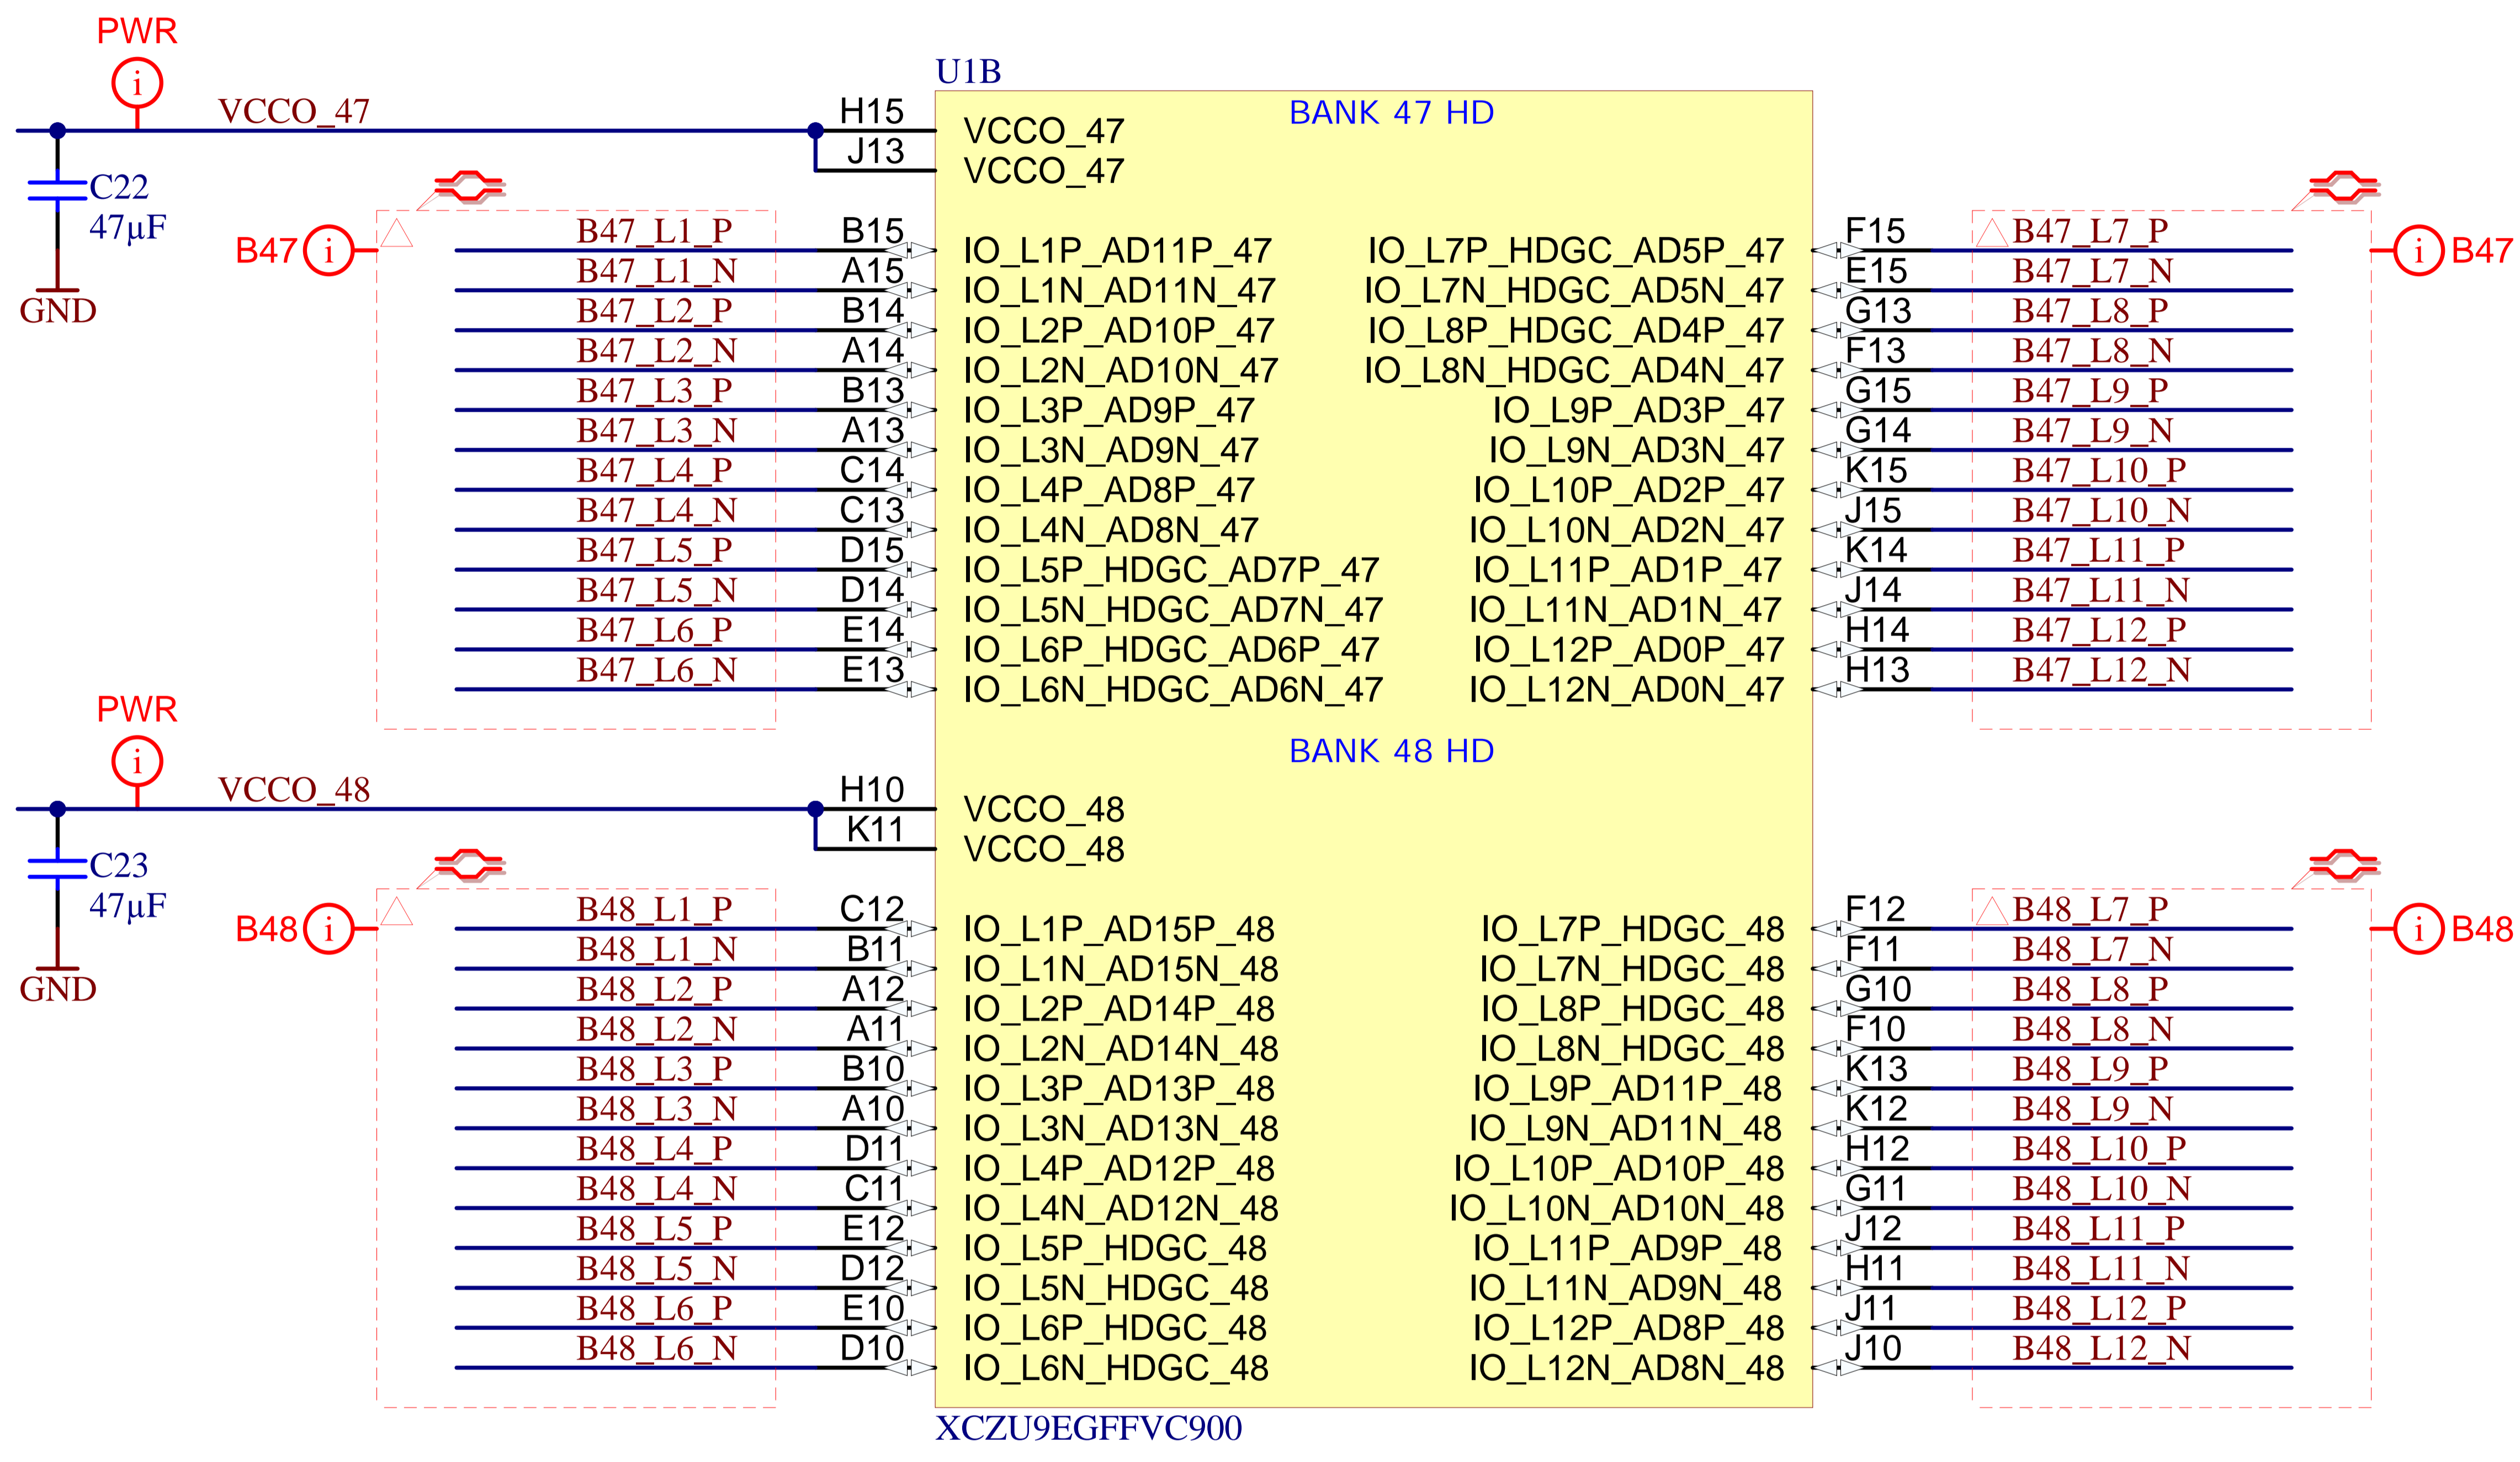 PWR
U1B
VCCO_47 H15 VCCO_47 BANK 47 HD
J13 VCCO_47
C22
47µF
GND
B47 i B47_L1_P B15 IO_L1P_AD11P_47 IO_L7P_HDGC_AD5P_47 F15 B47_L7_P i B47
B47_L1_N A15 IO_L1N_AD11N_47 IO_L7N_HDGC_AD5N_47 E15 B47_L7_N
B47_L2_P B14 IO_L2P_AD10P_47 IO_L8P_HDGC_AD4P_47 G13 B47_L8_P
B47_L2_N A14 IO_L2N_AD10N_47 IO_L8N_HDGC_AD4N_47 F13 B47_L8_N
B47_L3_P B13 IO_L3P_AD9P_47 IO_L9P_AD3P_47 G15 B47_L9_P
B47_L3_N A13 IO_L3N_AD9N_47 IO_L9N_AD3N_47 G14 B47_L9_N
B47_L4_P C14 IO_L4P_AD8P_47 IO_L10P_AD2P_47 K15 B47_L10_P
B47_L4_N C13 IO_L4N_AD8N_47 IO_L10N_AD2N_47 J15 B47_L10_N
B47_L5_P D15 IO_L5P_HDGC_AD7P_47 IO_L11P_AD1P_47 K14 B47_L11_P
B47_L5_N D14 IO_L5N_HDGC_AD7N_47 IO_L11N_AD1N_47 J14 B47_L11_N
B47_L6_P E14 IO_L6P_HDGC_AD6P_47 IO_L12P_AD0P_47 H14 B47_L12_P
B47_L6_N E13 IO_L6N_HDGC_AD6N_47 IO_L12N_AD0N_47 H13 B47_L12_N
PWR
i
BANK 48 HD
VCCO_48 H10 VCCO_48
K11 VCCO_48
C23
47µF
GND
B48 i B48_L1_P C12 IO_L1P_AD15P_48 IO_L7P_HDGC_48 F12 B48_L7_P i B48
B48_L1_N B11 IO_L1N_AD15N_48 IO_L7N_HDGC_48 F11 B48_L7_N
B48_L2_P A12 IO_L2P_AD14P_48 IO_L8P_HDGC_48 G10 B48_L8_P
B48_L2_N A11 IO_L2N_AD14N_48 IO_L8N_HDGC_48 F10 B48_L8_N
B48_L3_P B10 IO_L3P_AD13P_48 IO_L9P_AD11P_48 K13 B48_L9_P
B48_L3_N A10 IO_L3N_AD13N_48 IO_L9N_AD11N_48 K12 B48_L9_N
B48_L4_P D11 IO_L4P_AD12P_48 IO_L10P_AD10P_48 H12 B48_L10_P
B48_L4_N C11 IO_L4N_AD12N_48 IO_L10N_AD10N_48 G11 B48_L10_N
B48_L5_P E12 IO_L5P_HDGC_48 IO_L11P_AD9P_48 J12 B48_L11_P
B48_L5_N D12 IO_L5N_HDGC_48 IO_L11N_AD9N_48 H11 B48_L11_N
B48_L6_P E10 IO_L6P_HDGC_48 IO_L12P_AD8P_48 J11 B48_L12_P
B48_L6_N D10 IO_L6N_HDGC_48 IO_L12N_AD8N_48 J10 B48_L12_N
XCZU9EGFFVC900